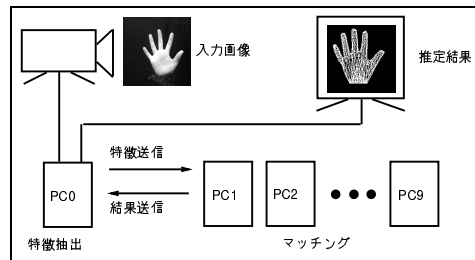 入力画像
推定結果
特徴送信
結果送信
PC0
PC1
PC2
PC9
特徴抽出
マッチング